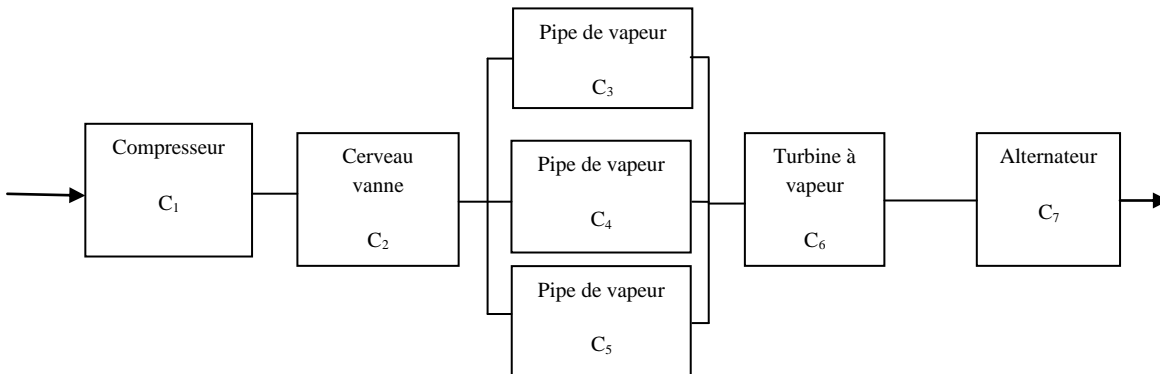 Compresseur
C1
Cerveau
vanne
C2
Pipe de vapeur
C3
Pipe de vapeur
C4
Pipe de vapeur
C5
Turbine à
vapeur
C6
Alternateur
C7